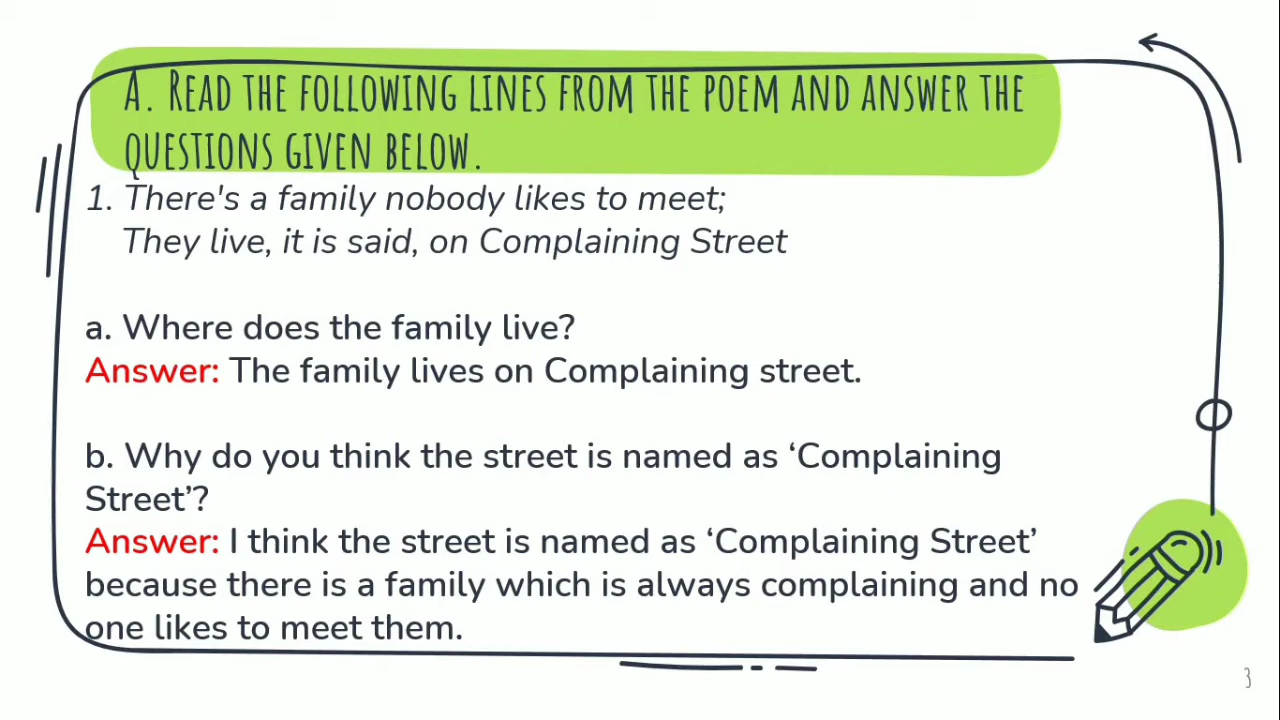 A. Read the following lines from the poem and answer the
questions given below.
1. There's a family nobody likes to meet;
They live, it is said, on Complaining Street
a. Where does the family live?
Answer: The family lives on Complaining street.
b. Why do you think the street is named as ‘Complaining
Street’?
Answer: I think the street is named as ‘Complaining Street’
because there is a family which is always complaining and no
one likes to meet them.
3